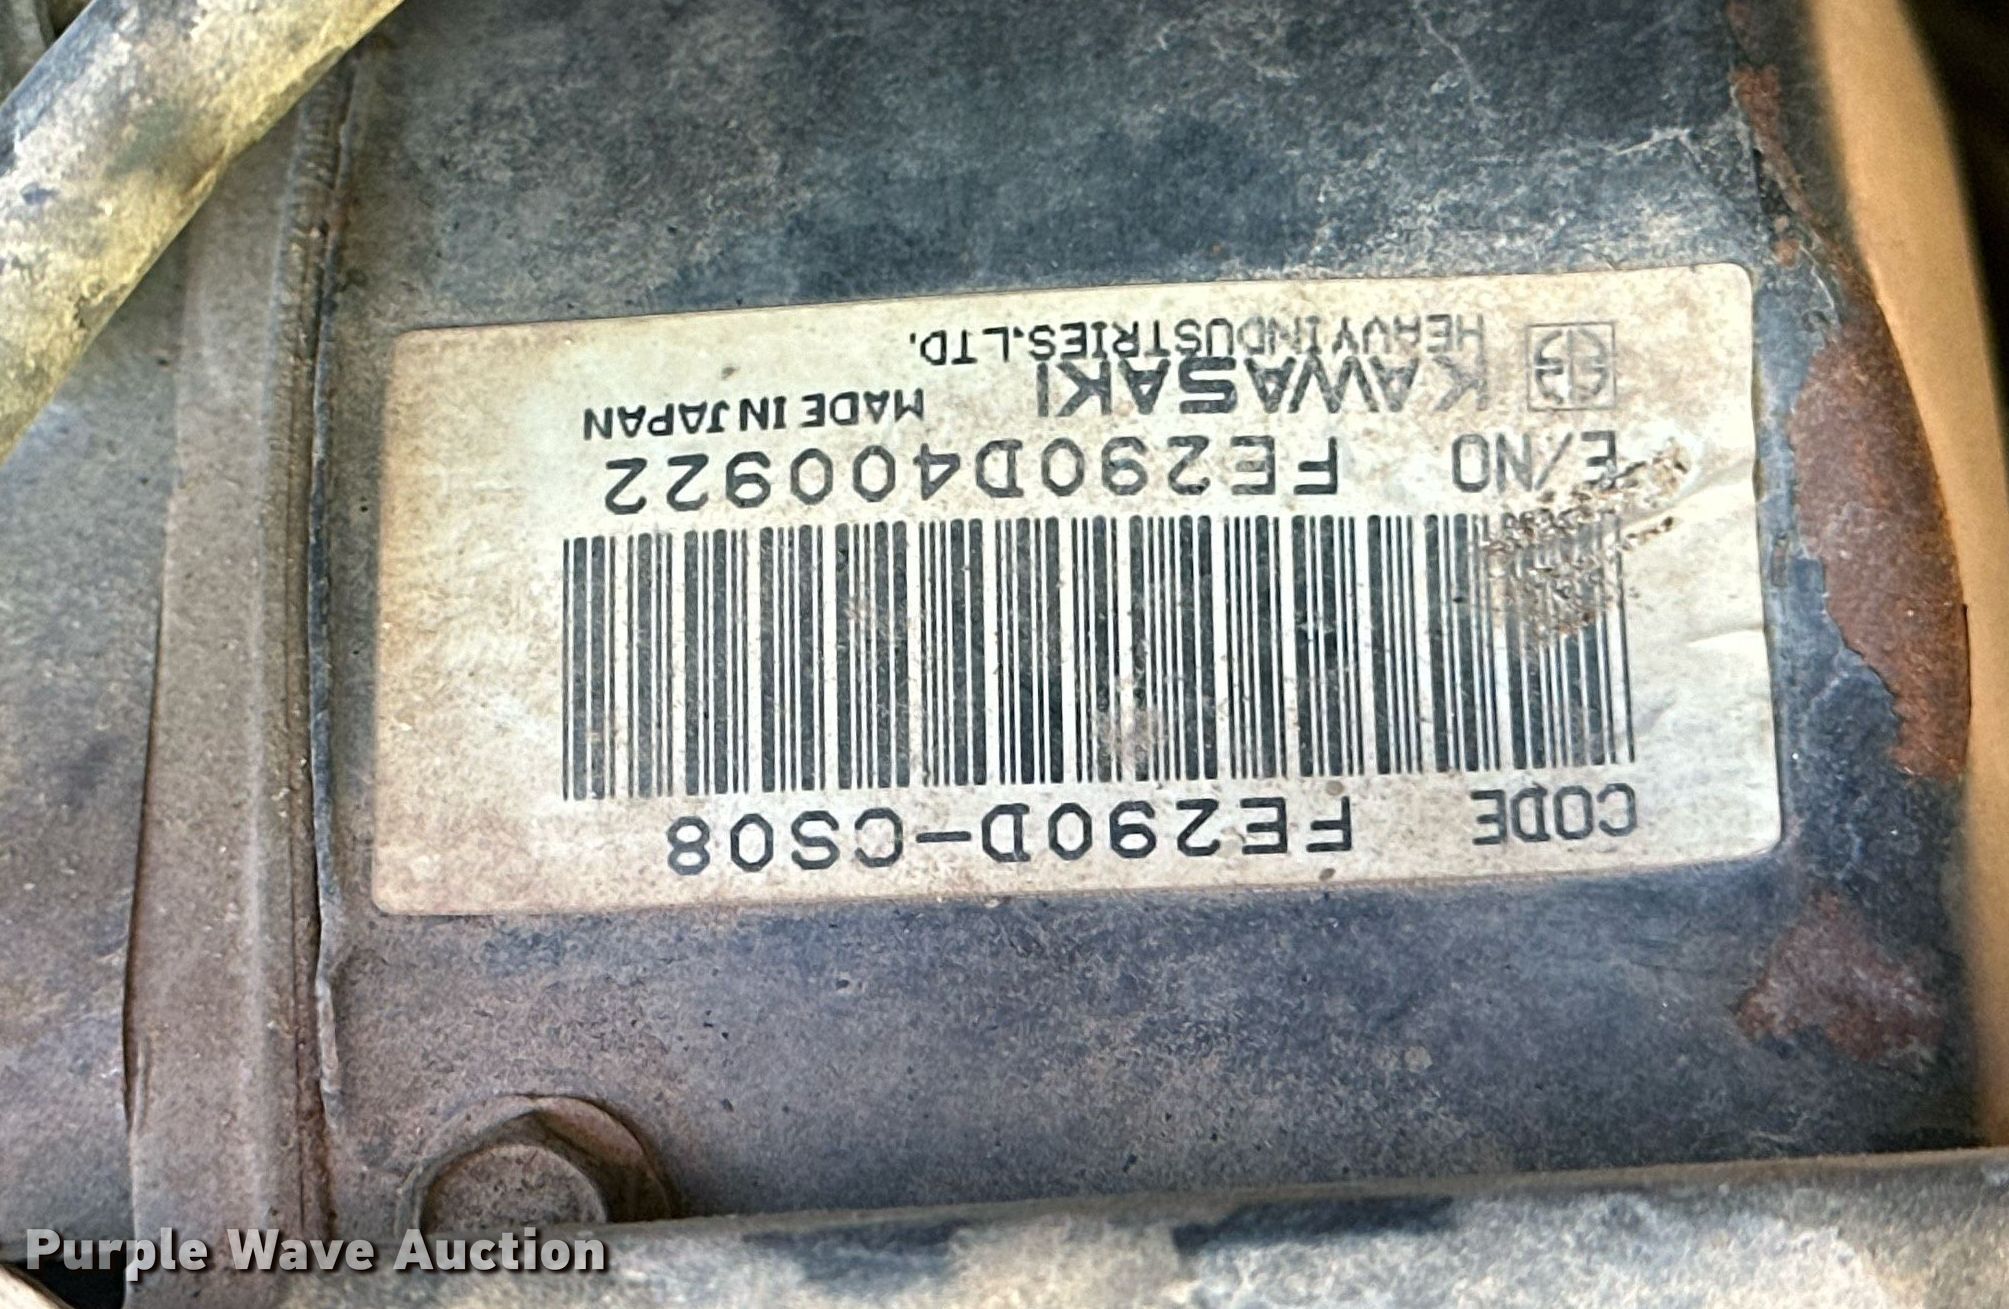 CODE FE290D-CS08
E/NO FE290D400922
KAWASAKI MADE IN JAPAN
HEAVY INDUSTRIES.LTD.
Purple Wave Auction